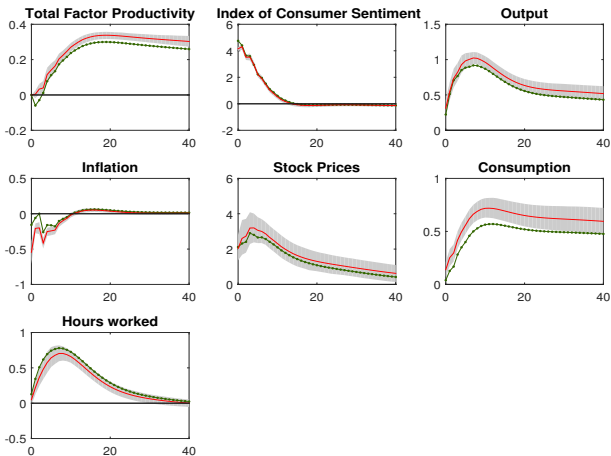 Total Factor Productivity
0.4
0.2
0
0.2
0 20 40
Index of Consumer Sentiment
6
4
2
0
-2
0 20 40
Output
1.5
1
0.5
0
0 20 40
Inflation
0.5
0
-0.5
-1
0 20 40
Stock Prices
6
4
2
0
0 20 40
Consumption
1
0.5
0
0 20 40
Hours worked
1
0.5
0
-0.5
0 20 40